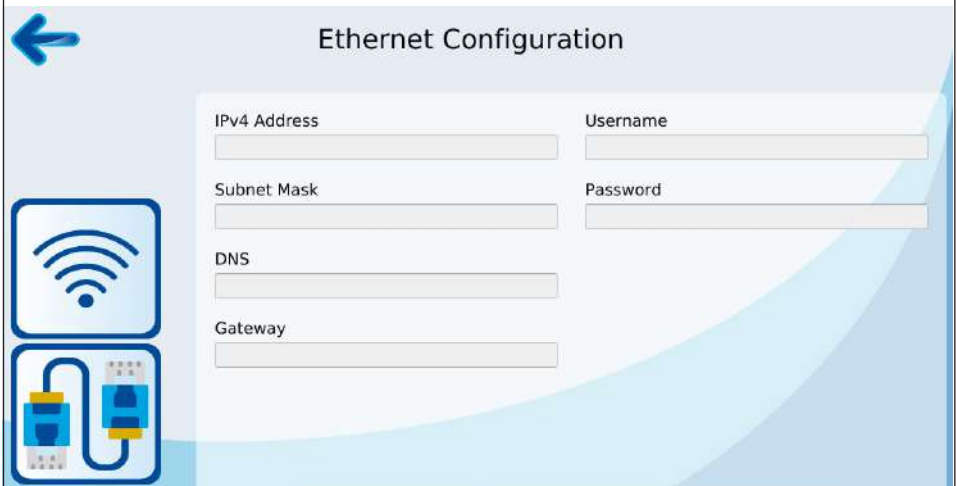 Ethernet Configuration
IPv4 Address
Username
Subnet Mask
Password
DNS
Gateway